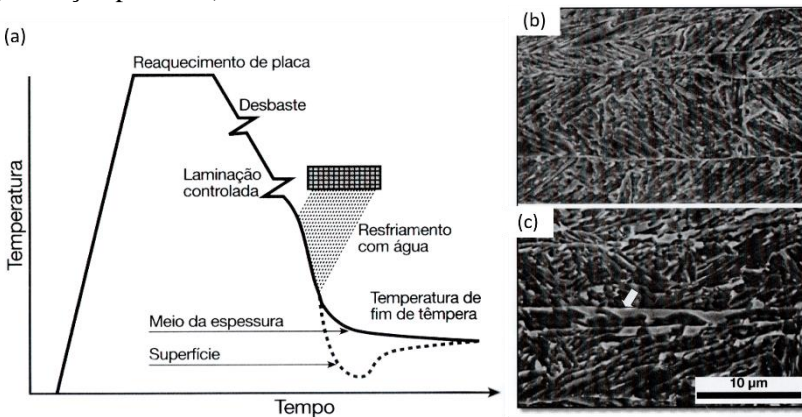 (a)
Reaquecimento de placa
Desbaste
Laminação
controlada
Resfriamento
com água
Temperatura de
fim de têmpera
Meio da espessura
Superfície
Temperatura
Tempo
(b)
(c)
10 µm